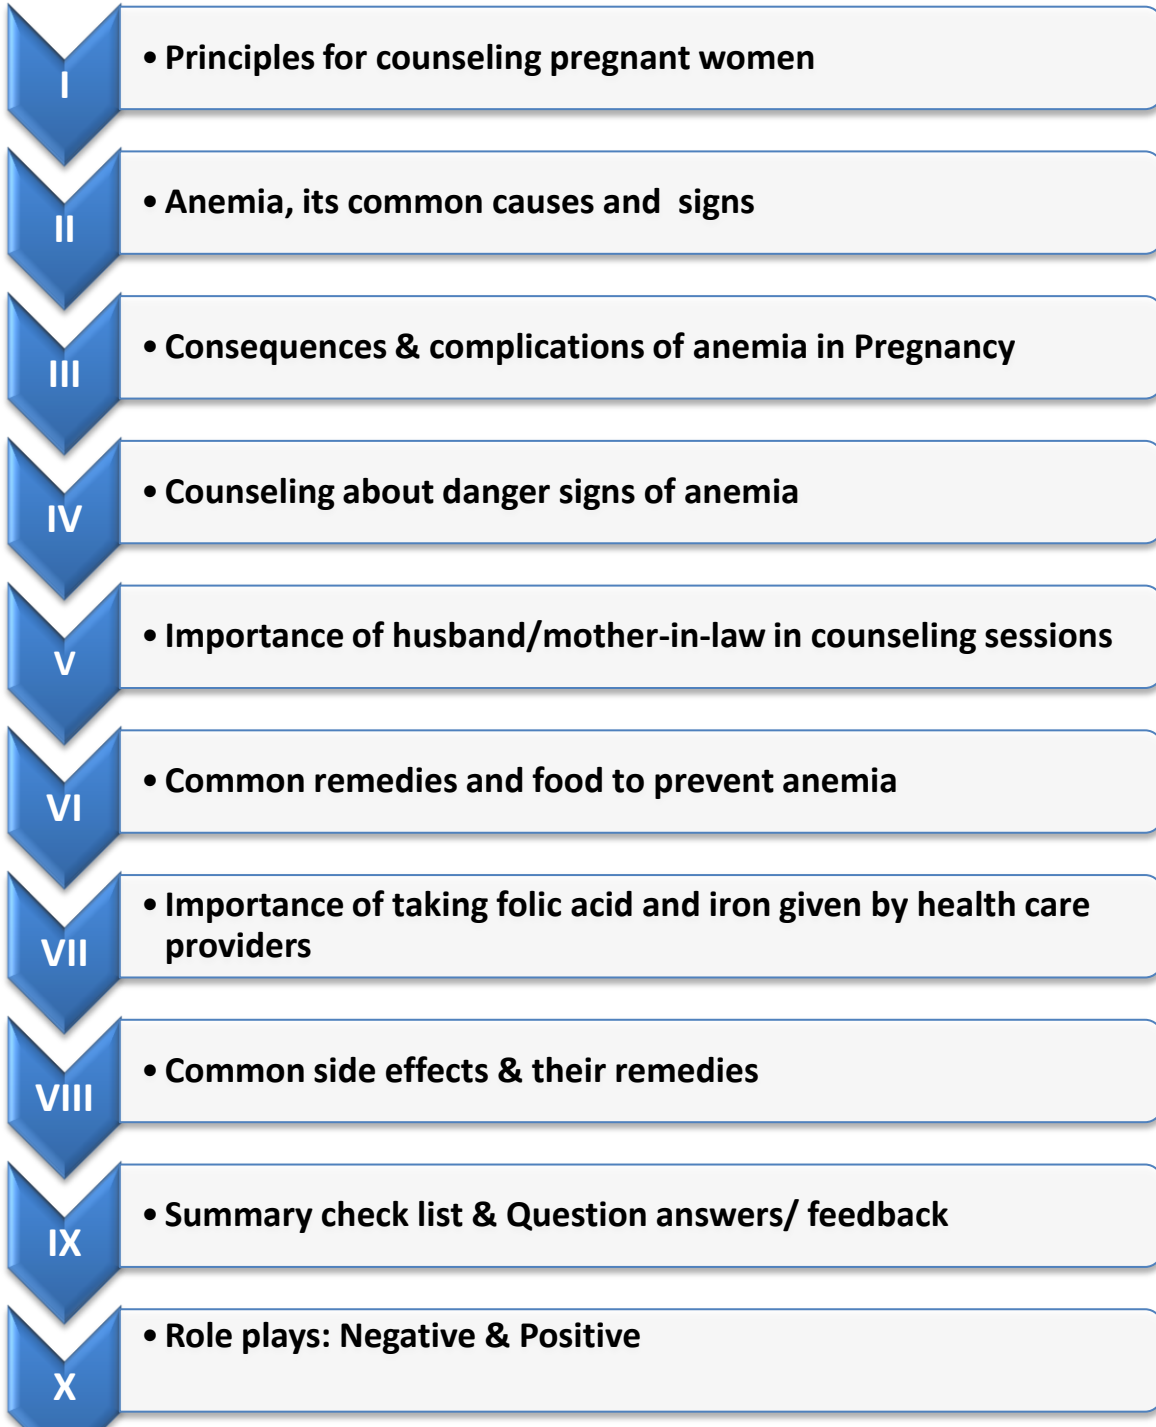 I
• Principles for counseling pregnant women
II
• Anemia, its common causes and  signs
III
• Consequences & complications of anemia in Pregnancy
IV
• Counseling about danger signs of anemia
V
• Importance of husband/mother-in-law in counseling sessions
VI
• Common remedies and food to prevent anemia
VII
• Importance of taking folic acid and iron given by health care
providers
VIII
• Common side effects & their remedies
IX
• Summary check list & Question answers/ feedback
X
• Role plays: Negative & Positive